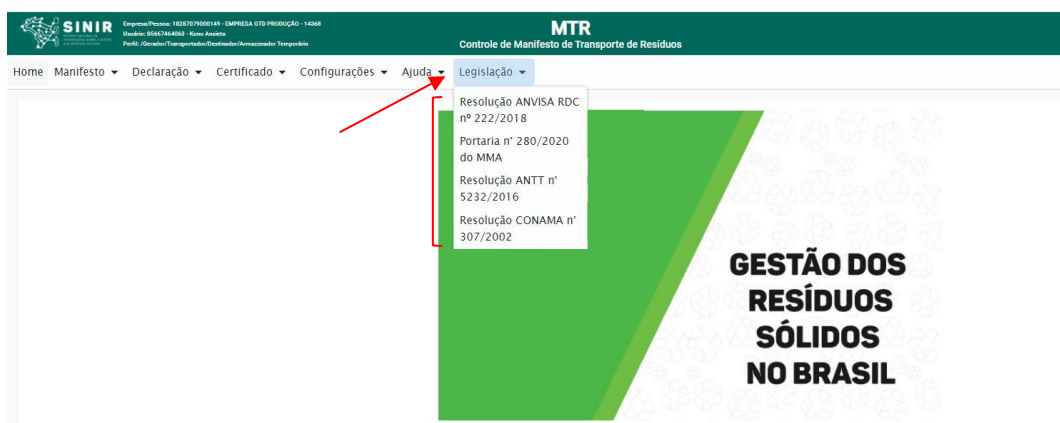 SINIR
Empresa/Pessoa: 18287079000149 - EMPRESA GTD PRODUÇÃO - 14368
Usuário: 85667464063 - Kono Anxieta
Perfil: /Gerador/Transportador/Destinador/Armazenador Temporário
MTR
Controle de Manifesto de Transporte de Resíduos
Home Manifesto Declaração Certificado Configurações Ajuda Legislação
Resolução ANVISA RDC
nº 222/2018
Portaria n° 280/2020
do MMA
Resolução ANTT n°
5232/2016
Resolução CONAMA n°
307/2002
GESTÃO DOS
RESÍDUOS
SÓLIDOS
NO BRASIL